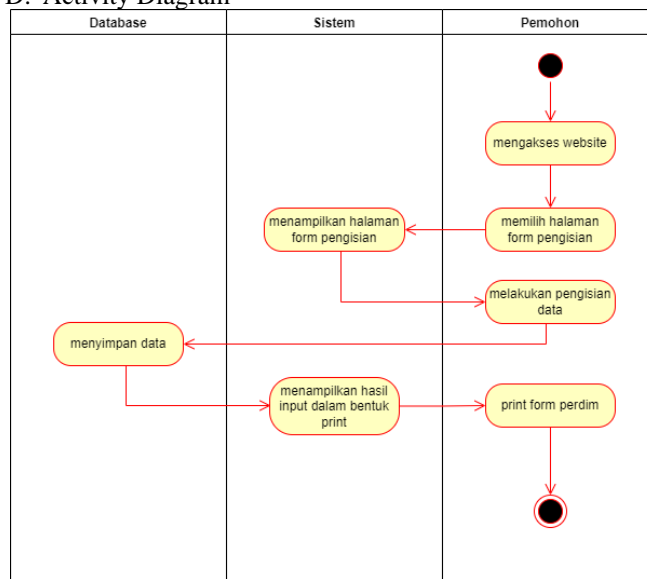 D. Activity Diagram
Database
Sistem
Pemohon
mengakses website
memilih halaman
form pengisian
menampilkan halaman
form pengisian
melakukan pengisian
data
menyimpan data
menampilkan hasil
input dalam bentuk
print
print form perdim